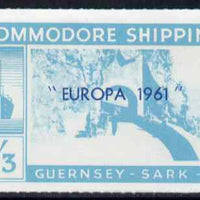 COMMODORE SHIPPIN
" EUROPA 1961 "
/3
GUERNSEY - SARK -